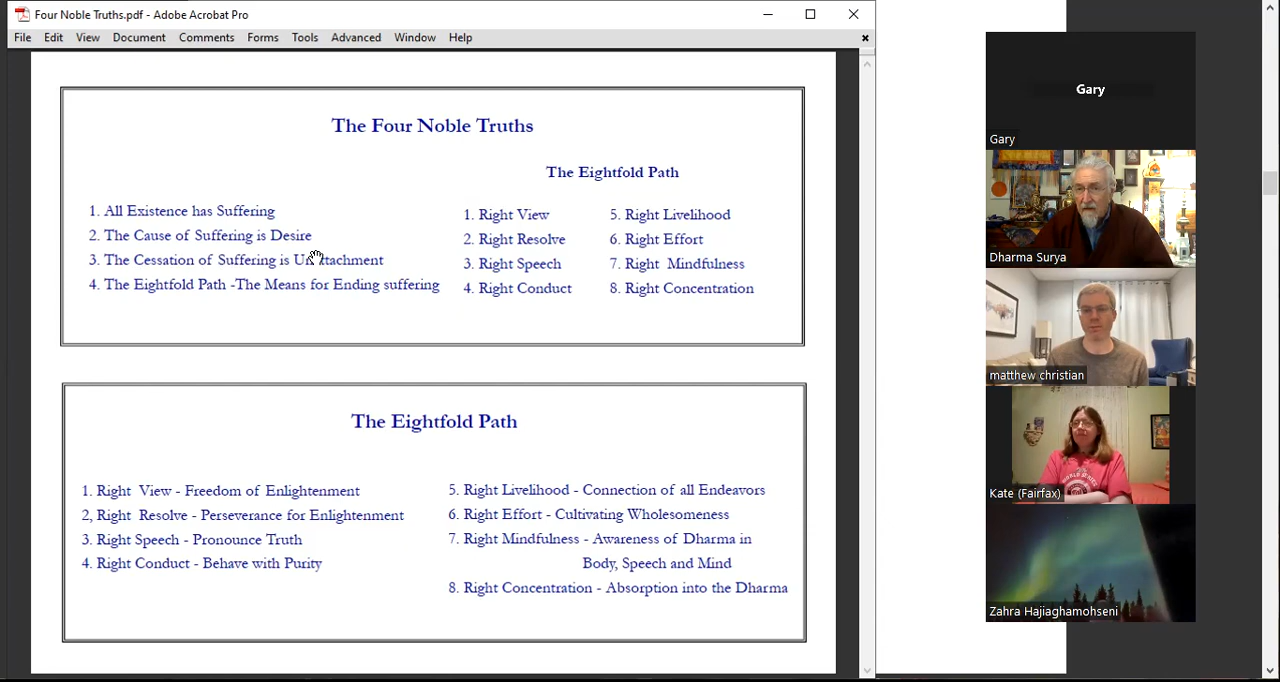 Four Noble Truths.pdf - Adobe Acrobat Pro
File Edit View Document Comments Forms Tools Advanced Window Help
The Four Noble Truths
The Eightfold Path
1. All Existence has Suffering
2. The Cause of Suffering is Desire
3. The Cessation of Suffering is
4. The Eightfold Path -The Means for Ending suffering
1. Right View
2. Right Resolve
3. Right Speech
4. Right Conduct
5. Right Livelihood
6. Right Effort
7. Right Mindfulness
8. Right Concentration
The Eightfold Path
1. Right View - Freedom of Enlightenment
2, Right Resolve - Perseverance for Enlightenment
3. Right Speech - Pronounce Truth
4. Right Conduct - Behave with Purity
5. Right Livelihood - Connection of all Endeavors
6. Right Effort - Cultivating Wholesomeness
7. Right Mindfulness - Awareness of Dharma in
Body, Speech and Mind
8. Right Concentration - Absorption into the Dharma
Gary
Gary
Dharma Surya
matthew christian
Kate (Fairfax)
Zahra Hajiaghamohseni